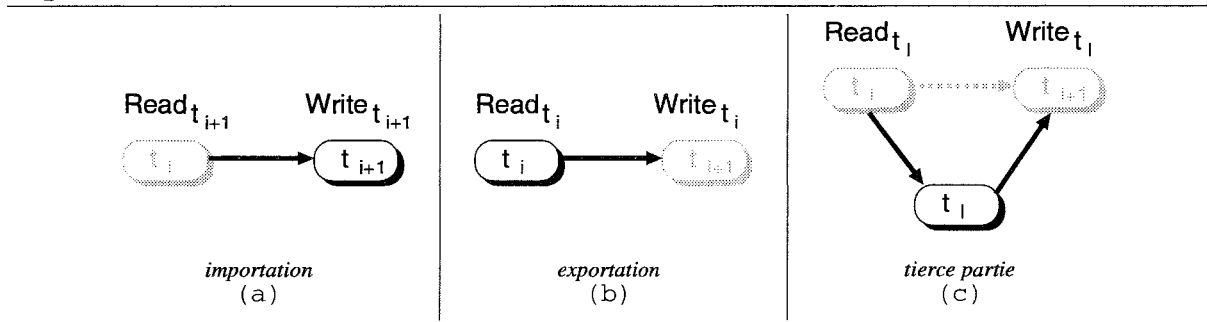 Read t i+1 Write t i+1
t i t i+1
importation
(a)
Read t i Write t i
t i t i+1
exportation
(b)
Read t l Write t l
t i t i+1
t l
tierce partie
(c)